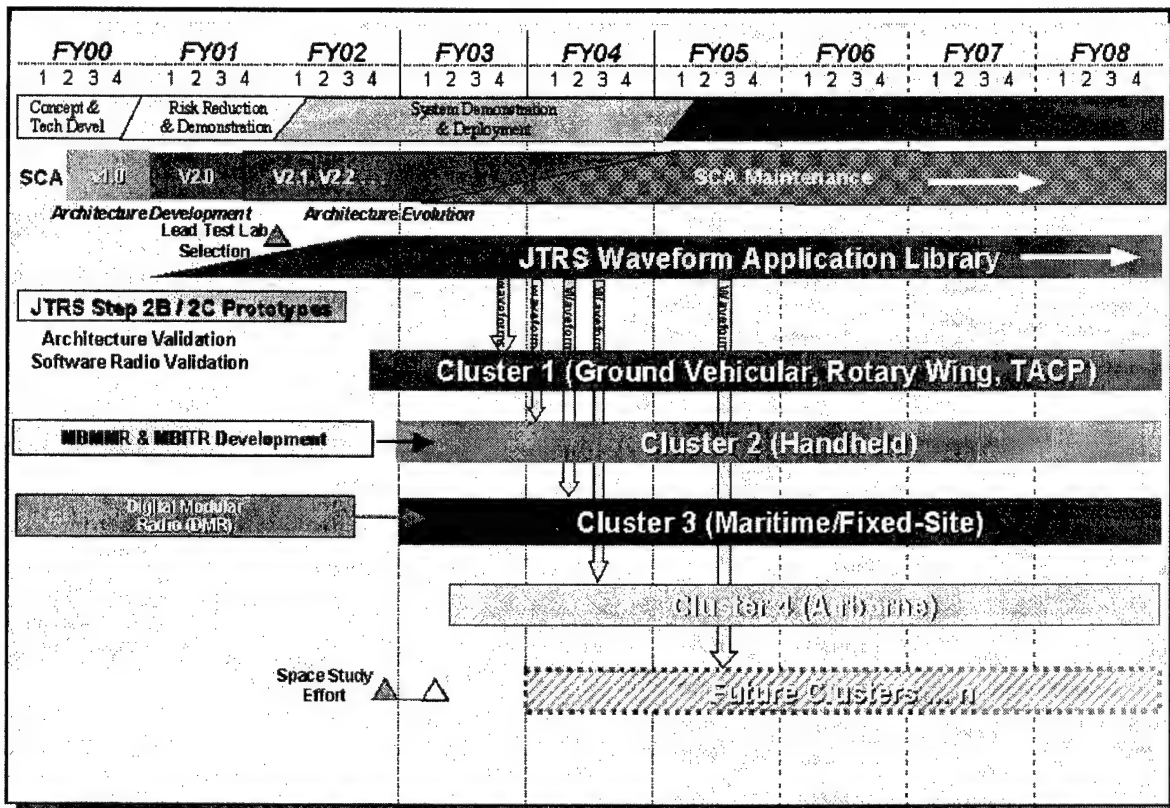 FY00 FY01 FY02 FY03 FY04 FY05 FY06 FY07 FY08
1 2 3 4 1 2 3 4 1 2 3 4 1 2 3 4 1 2 3 4 1 2 3 4 1 2 3 4 1 2 3 4 1 2 3 4
Concept &
Tech Devel
Risk Reduction
& Demonstration
System Demonstration
& Deployment
SCA
v1.0
V2.0
V2.1, V2.2 . . .
SCA Maintenance
Architecture Development
Architecture Evolution
Lead Test Lab
Selection
JTRS Waveform Application Library
Waveform
Waveform
Waveform
Waveform
Waveform
JTRS Step 2B / 2C Prototypes
Architecture Validation
Software Radio Validation
Cluster 1 (Ground Vehicular, Rotary Wing, TACP)
MBMMR & MBITR Development
Cluster 2 (Handheld)
Digital Modular
Radio (DMR)
Cluster 3 (Maritime/Fixed-Site)
Cluster 4 (Airborne)
Space Study
Effort
Future Clusters ... n